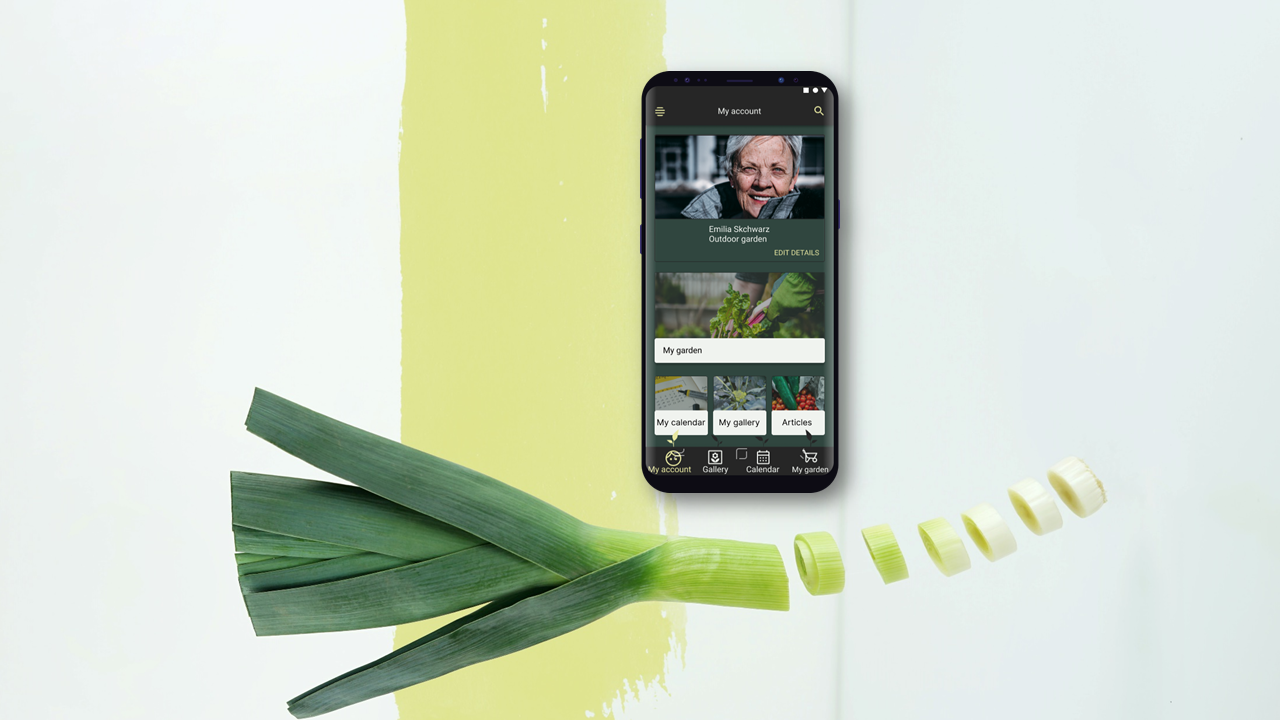 My account
Emilia Skchwarz
Outdoor garden
EDIT DETAILS
My garden
My calendar My gallery Articles
My account Gallery Calendar My garden